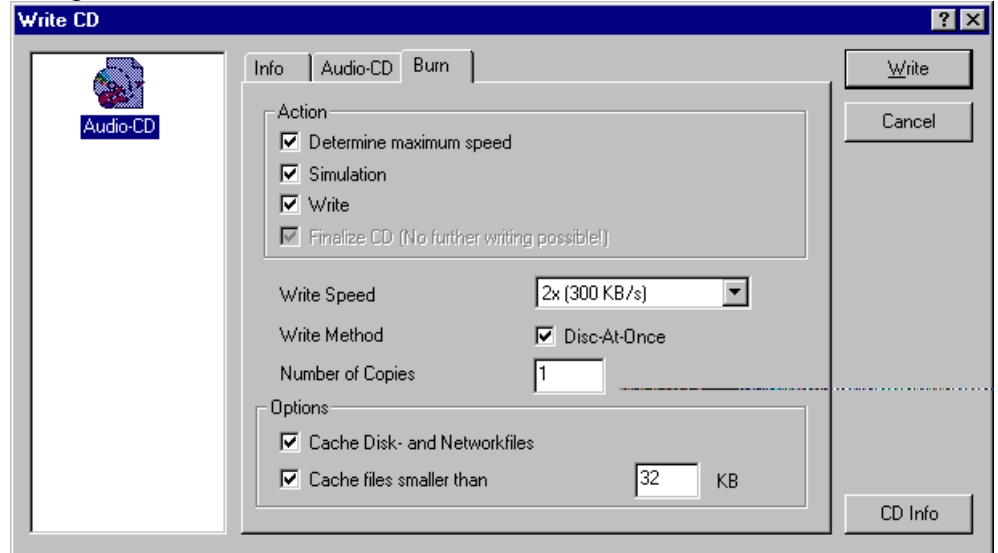 Write CD
Audio-CD
Info Audio-CD Burn
Action
Determine maximum speed
Simulation
Write
Finalize CD (No further writing possible!)
Write Speed 2x (300 KB/s)
Write Method Disc-At-Once
Number of Copies 1
Options
Cache Disk- and Networkfiles
Cache files smaller than 32 KB
Write
Cancel
CD Info